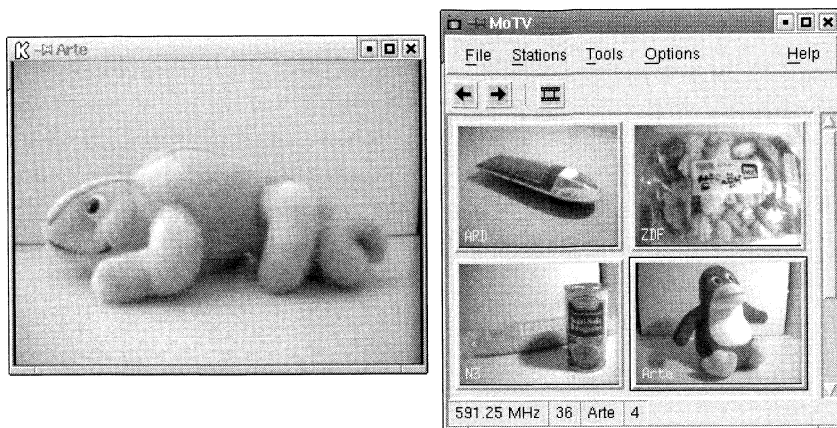 Arte
MoTV
File Stations Tools Options Help
ARD
ZDF
N3
Arte
591.25 MHz 36 Arte 4